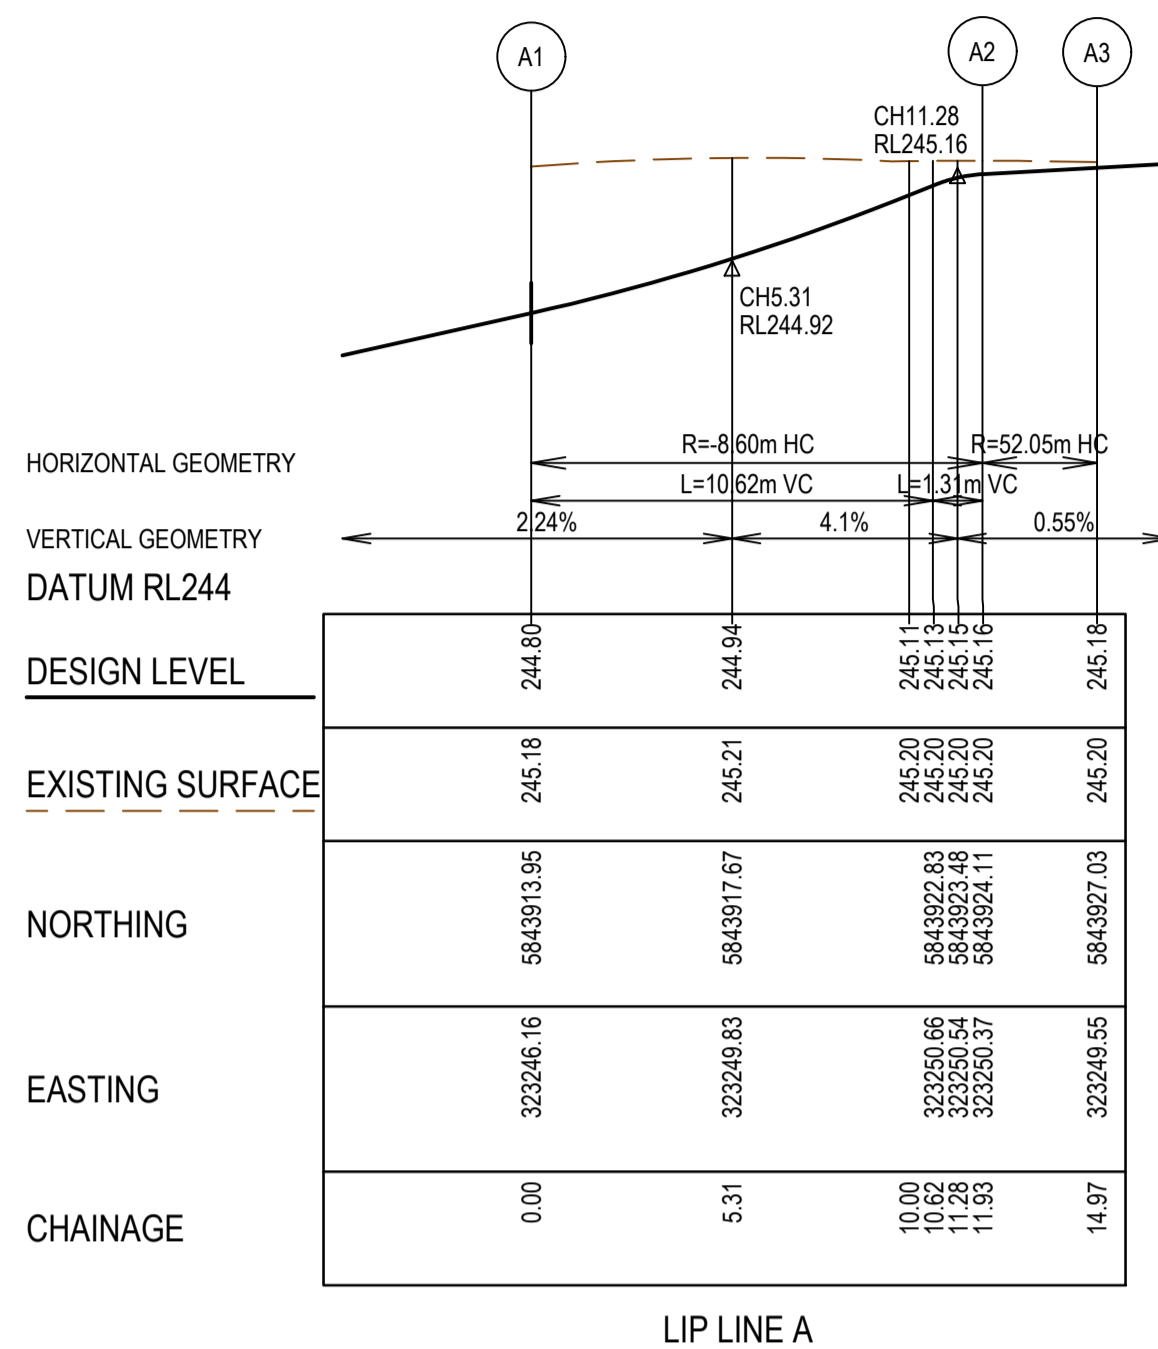 A1
A2
A3
CH11.28
RL245.16
CH5.31
RL244.92
HORIZONTAL GEOMETRY
R=-8.60m HC
R=52.05m HC
L=10.62m VC
L=1.31m VC
VERTICAL GEOMETRY
2.24%
4.1%
0.55%
DATUM RL244
DESIGN LEVEL
244.80
244.94
245.11
245.13
245.15
245.16
245.18
EXISTING SURFACE
245.18
245.21
245.20
245.20
245.20
245.20
245.20
NORTHING
5843913.95
5843917.67
5843922.83
5843923.48
5843924.11
5843927.03
EASTING
323246.16
323249.83
323250.66
323250.54
323250.37
323249.55
CHAINAGE
0.00
5.31
10.00
10.62
11.28
11.93
14.97
LIP LINE A